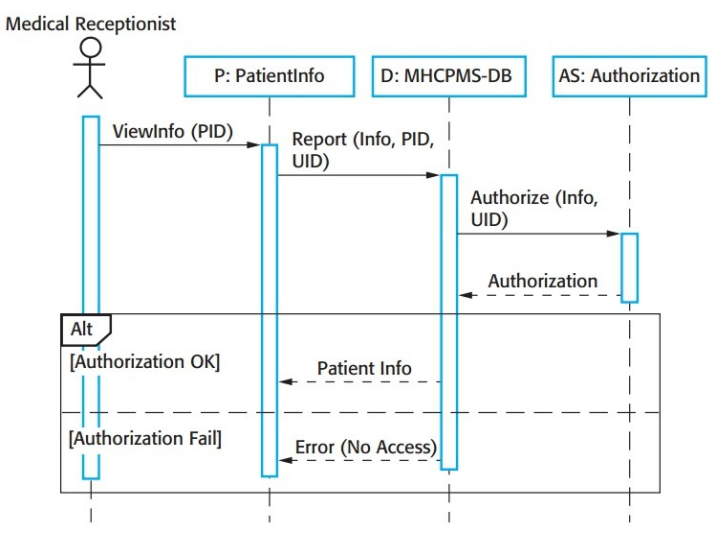 Medical Receptionist
P: PatientInfo
D: MHCPMS-DB
AS: Authorization
ViewInfo (PID)
Report (Info, PID,
UID)
Authorize (Info,
UID)
Authorization
Alt
[Authorization OK]
Patient Info
[Authorization Fail]
Error (No Access)